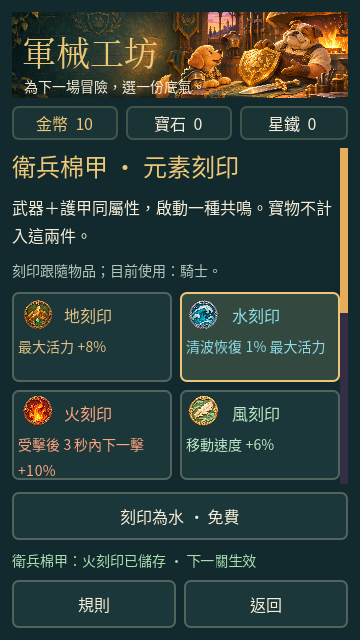 軍械工坊
為下一場冒險，選一份底氣。
金幣 10
寶石 0
星鐵 0
衛兵棉甲 · 元素刻印
武器＋護甲同屬性，啟動一種共鳴。寶物不計
入這兩件。
刻印跟隨物品；目前使用：騎士。
地刻印
最大活力 +8%
水刻印
清波恢復 1% 最大活力
火刻印
受擊後 3 秒內下一擊
+10%
風刻印
移動速度 +6%
刻印為水 · 免費
衛兵棉甲：火刻印已儲存 · 下一關生效
規則
返回